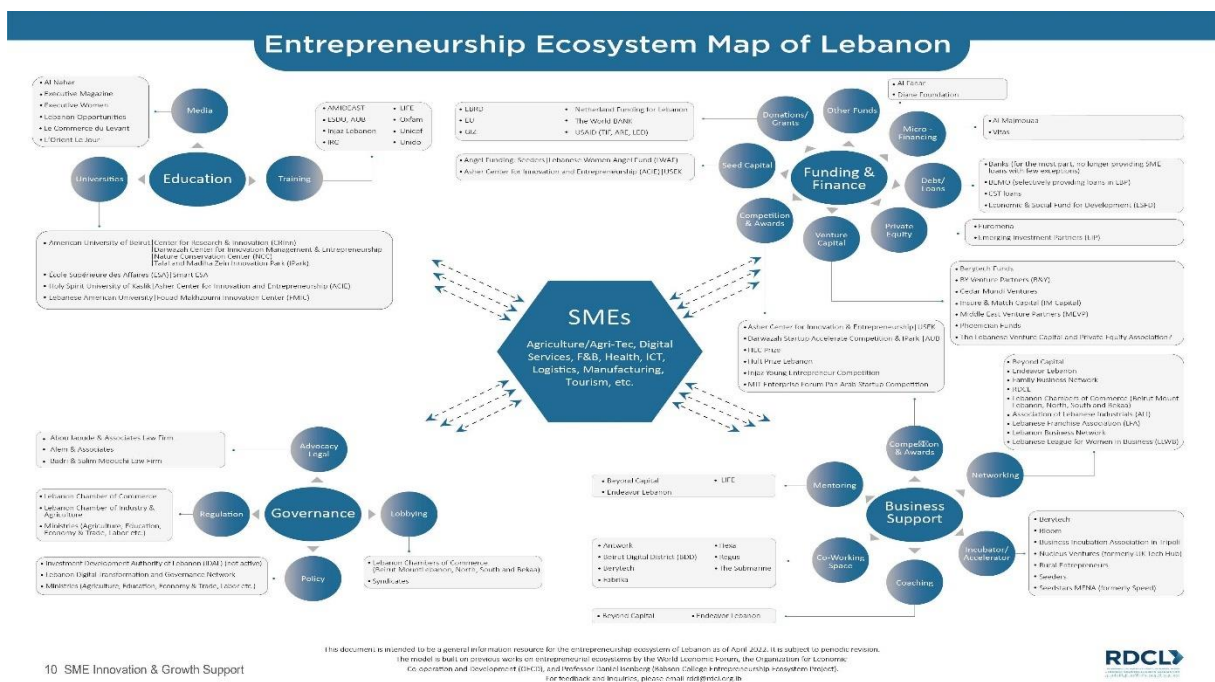 Entrepreneurship Ecosystem Map of Lebanon
• Al Nahar
• Executive Magazine
• Executive Women
• Lebanon Opportunities
• Le Commerce du Levant
• L'Orient Le Jour
Media
• AMIDEAST
• ESDU, AUB
• Injaz Lebanon
• IRC
• LIFE
• Oxfam
• Unicef
• Unido
Universities
Education
Training
• American University of Beirut|Center for Research & Innovation (CRInn)
|Darwazah Center for Innovation Management & Entrepreneurship
|Nature Conservation Center (NCC)
|Talal and Madiha Zein Innovation Park (iPark)
• École Supérieure des Affaires (ESA)|Smart ESA
• Holy Spirit University of Kaslik|Asher Center for Innovation and Entrepreneurship (ACIE)
• Lebanese American University|Fouad Makhzoumi Innovation Center (FMIC)
• EBRD
• EU
• GIZ
• Netherland Funding for Lebanon
• The World BANK
• USAID (TIF, ARE, LED)
• Angel Funding: Seeders|Lebanese Women Angel Fund (LWAF)
• Asher Center for Innovation and Entrepreneurship (ACIE)|USEK
Donations/
Grants
Other Funds
• Al Fanar
• Diane Foundation
Micro -
Financing
• Al Majmouaa
• Vitas
Seed Capital
Funding &
Finance
Debt/
Loans
• Banks (for the most part, no longer providing SME
loans with few exceptions)
• BEMO (selectively providing loans in LBP)
• CST loans
• Economic & Social Fund for Development (ESFD)
Competition
& Awards
Venture
Capital
Private
Equity
• Euromena
• Emerging Investment Partners (EIP)
• Berytech Funds
• BY Venture Partners (B&Y)
• Cedar Mundi Ventures
• Insure & Match Capital (IM Capital)
• Middle East Venture Partners (MEVP)
• Phoenician Funds
• The Lebanese Venture Capital and Private Equity Association
SMEs
Agriculture/Agri-Tec, Digital
Services, F&B, Health, ICT,
Logistics, Manufacturing,
Tourism, etc.
• Asher Center for Innovation & Entrepreneurship|USEK
• Darwazah Startup Accelerate Competition & iPark |AUB
• Prize
• Hult Prize Lebanon
• Injaz Young Entrepreneur Competition
• MIT Enterprise Forum Pan Arab Startup Competition
• Beyond Capital
• Endeavor Lebanon
• Family Business Network
• RDCL
• Lebanon Chambers of Commerce (Beirut Mount
Lebanon, North, South and Bekaa)
• Association of Lebanese Industrials (ALI)
• Lebanese Franchise Association (LFA)
• Lebanon Business Network
• Lebanese League for Women in Business (LLWB)
• Abou Jaoude & Associates Law Firm
• Alem & Associates
• Badri & Salim Meouchi Law Firm
Advocacy
Legal
• Lebanon Chamber of Commerce
• Lebanon Chamber of Industry &
Agriculture
• Ministries (Agriculture, Education,
Economy & Trade, Labor etc.)
Regulation
Governance
Lobbying
• Investment Development Authority of Lebanon (IDAL) (not active)
• Lebanon Digital Transformation and Governance Network
• Ministries (Agriculture, Education, Economy & Trade, Labor etc.)
Policy
• Lebanon Chambers of Commerce
(Beirut Mount Lebanon, North, South and Bekaa)
• Syndicates
Competition
& Awards
• Beyond Capital
• Endeavor Lebanon
• LIFE
Mentoring
Networking
Business
Support
• Antwork
• Beirut Digital District (BDD)
• Berytech
• Fabrika
• Hexa
• Regus
• The Submarine
Co-Working
Space
Incubator/
Accelerator
• Berytech
• Bloom
• Business Incubation Association in Tripoli
• Nucleus Ventures (formerly UK Tech Hub)
• Rural Entrepreneurs
• Seeders
• Seedstars MENA (formerly Speed)
Coaching
• Beyond Capital
• Endeavor Lebanon
This document is intended to be a general information resource for the entrepreneurship ecosystem of Lebanon as of April 2022. It is subject to periodic revision.
The model is built on previous works on entrepreneurial ecosystems by the World Economic Forum, the Organization for Economic
Co-operation and Development (OECD), and Professor Daniel Isenberg (Babson College Entrepreneurship Ecosystem Project).
For feedback and inquiries, please email rdcl@rdcl.org.lb
10 SME Innovation & Growth Support
RDCL